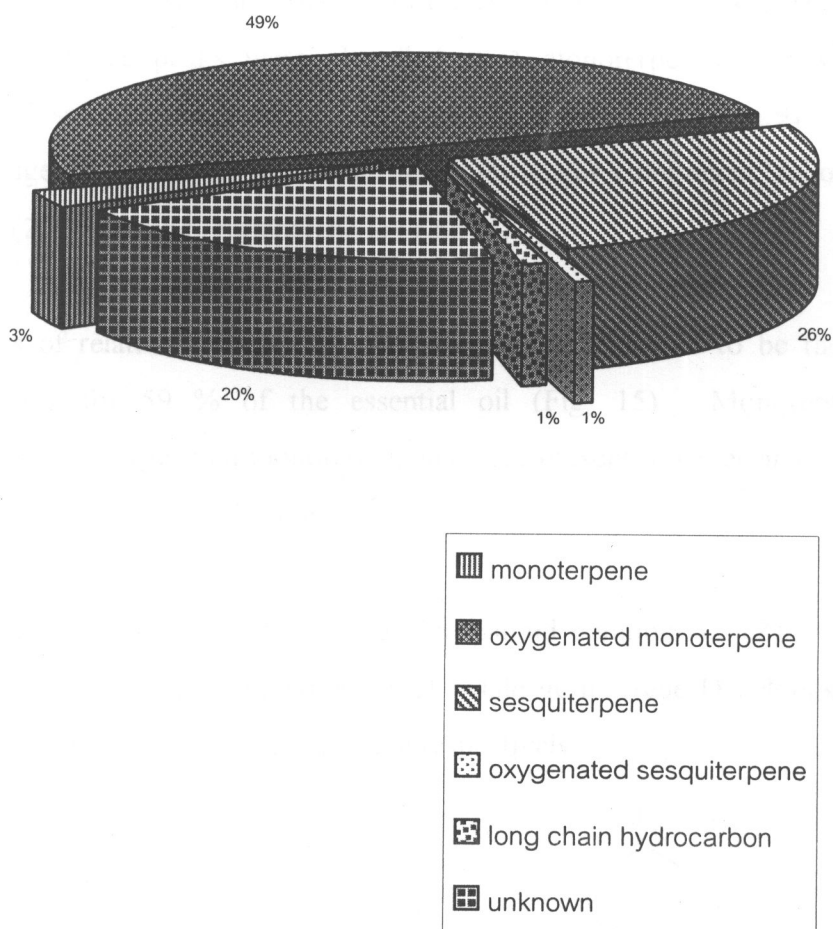 49%
3%
26%
20%
1% 1%
monoterpene
oxygenated monoterpene
sesquiterpene
oxygenated sesquiterpene
long chain hydrocarbon
unknown